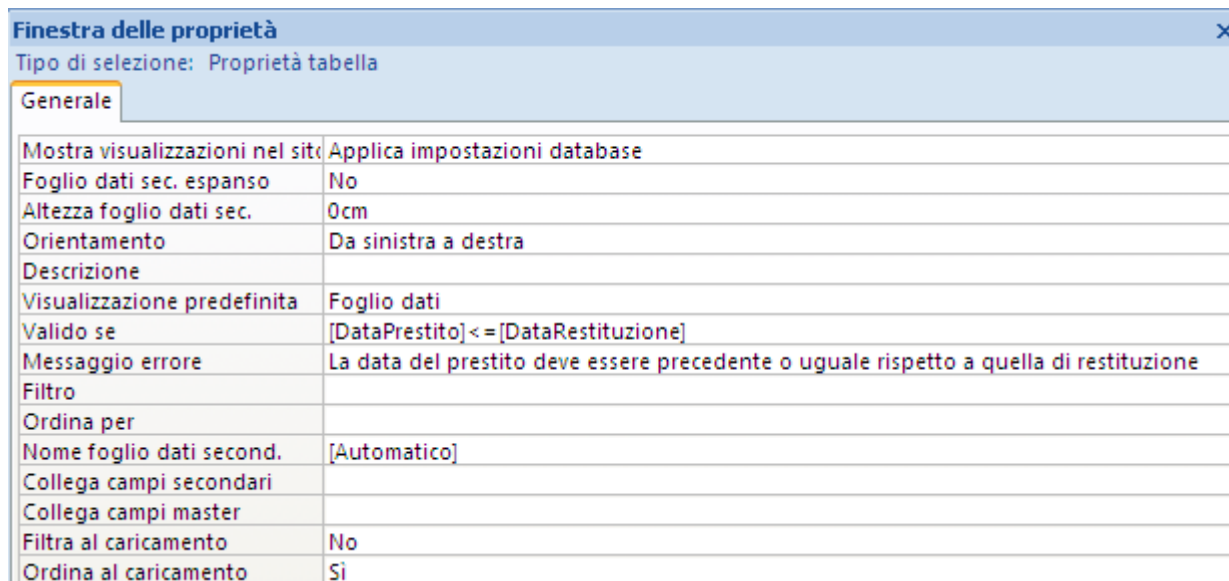 Finestra delle proprietà
Tipo di selezione: Proprietà tabella
Generale
Mostra visualizzazioni nel sito Applica impostazioni database
Foglio dati sec. espanso No
Altezza foglio dati sec. 0cm
Orientamento Da sinistra a destra
Descrizione
Visualizzazione predefinita Foglio dati
Valido se [DataPrestito]<=[DataRestituzione]
Messaggio errore La data del prestito deve essere precedente o uguale rispetto a quella di restituzione
Filtro
Ordina per
Nome foglio dati second. [Automatico]
Collega campi secondari
Collega campi master
Filtra al caricamento No
Ordina al caricamento Sì